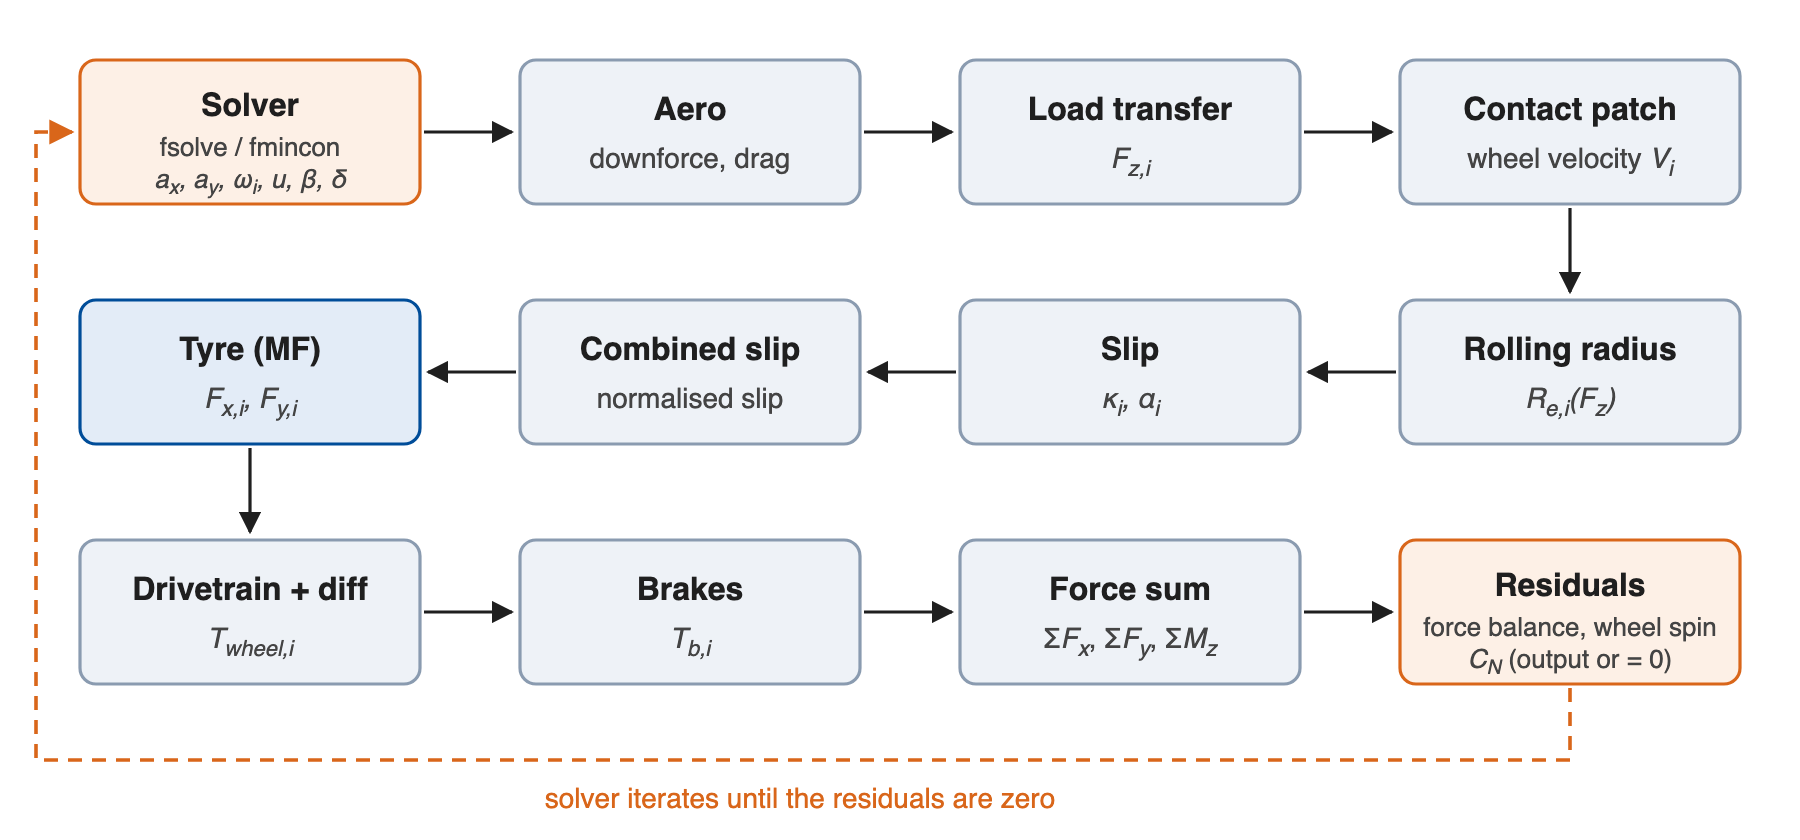 Solver
fsolve / fmincon
aₓ, a_y, ω_i, u, β, δ
Aero
downforce, drag
Load transfer
F_z,i
Contact patch
wheel velocity V_i
Tyre (MF)
F_x,i, F_y,i
Combined slip
normalised slip
Slip
κ_i, α_i
Rolling radius
R_e,i(F_z)
Drivetrain + diff
T_wheel,i
Brakes
T_b,i
Force sum
ΣF_x, ΣF_y, ΣM_z
Residuals
force balance, wheel spin
C_N (output or = 0)
solver iterates until the residuals are zero